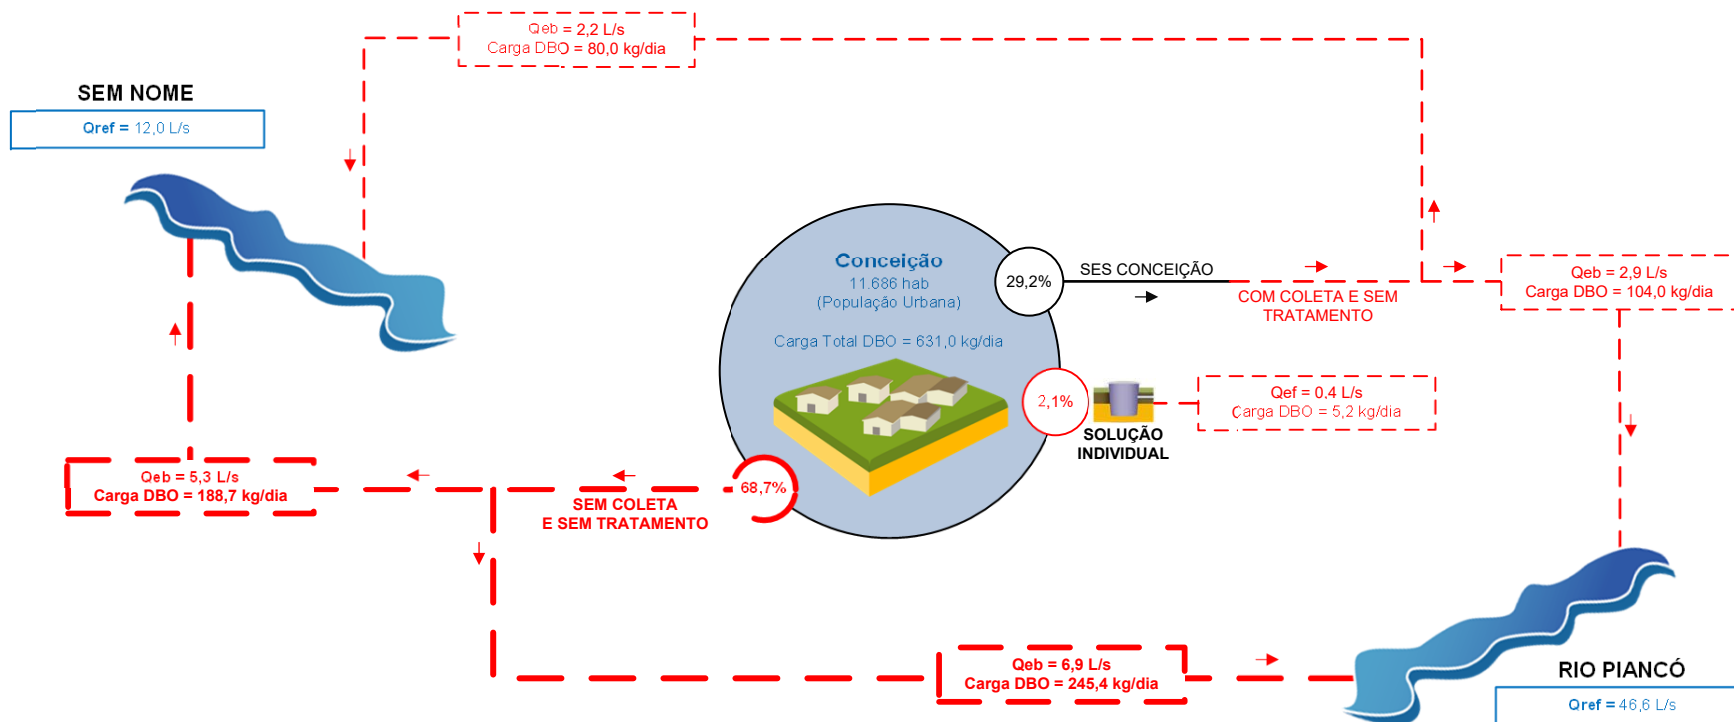 Qeb = 2,2 L/s
Carga DBO = 80,0 kg/dia
SEM NOME
Qref = 12,0 L/s
Conceição
11.686 hab
(População Urbana)
Carga Total DBO = 631,0 kg/dia
29,2%
SES CONCEIÇÃO
COM COLETA E SEM
TRATAMENTO
Qeb = 2,9 L/s
Carga DBO = 104,0 kg/dia
2,1%
SOLUÇÃO
INDIVIDUAL
Qef = 0,4 L/s
Carga DBO = 5,2 kg/dia
68,7%
SEM COLETA
E SEM TRATAMENTO
Qeb = 5,3 L/s
Carga DBO = 188,7 kg/dia
Qeb = 6,9 L/s
Carga DBO = 245,4 kg/dia
RIO PIANCÓ
Qref = 46,6 L/s